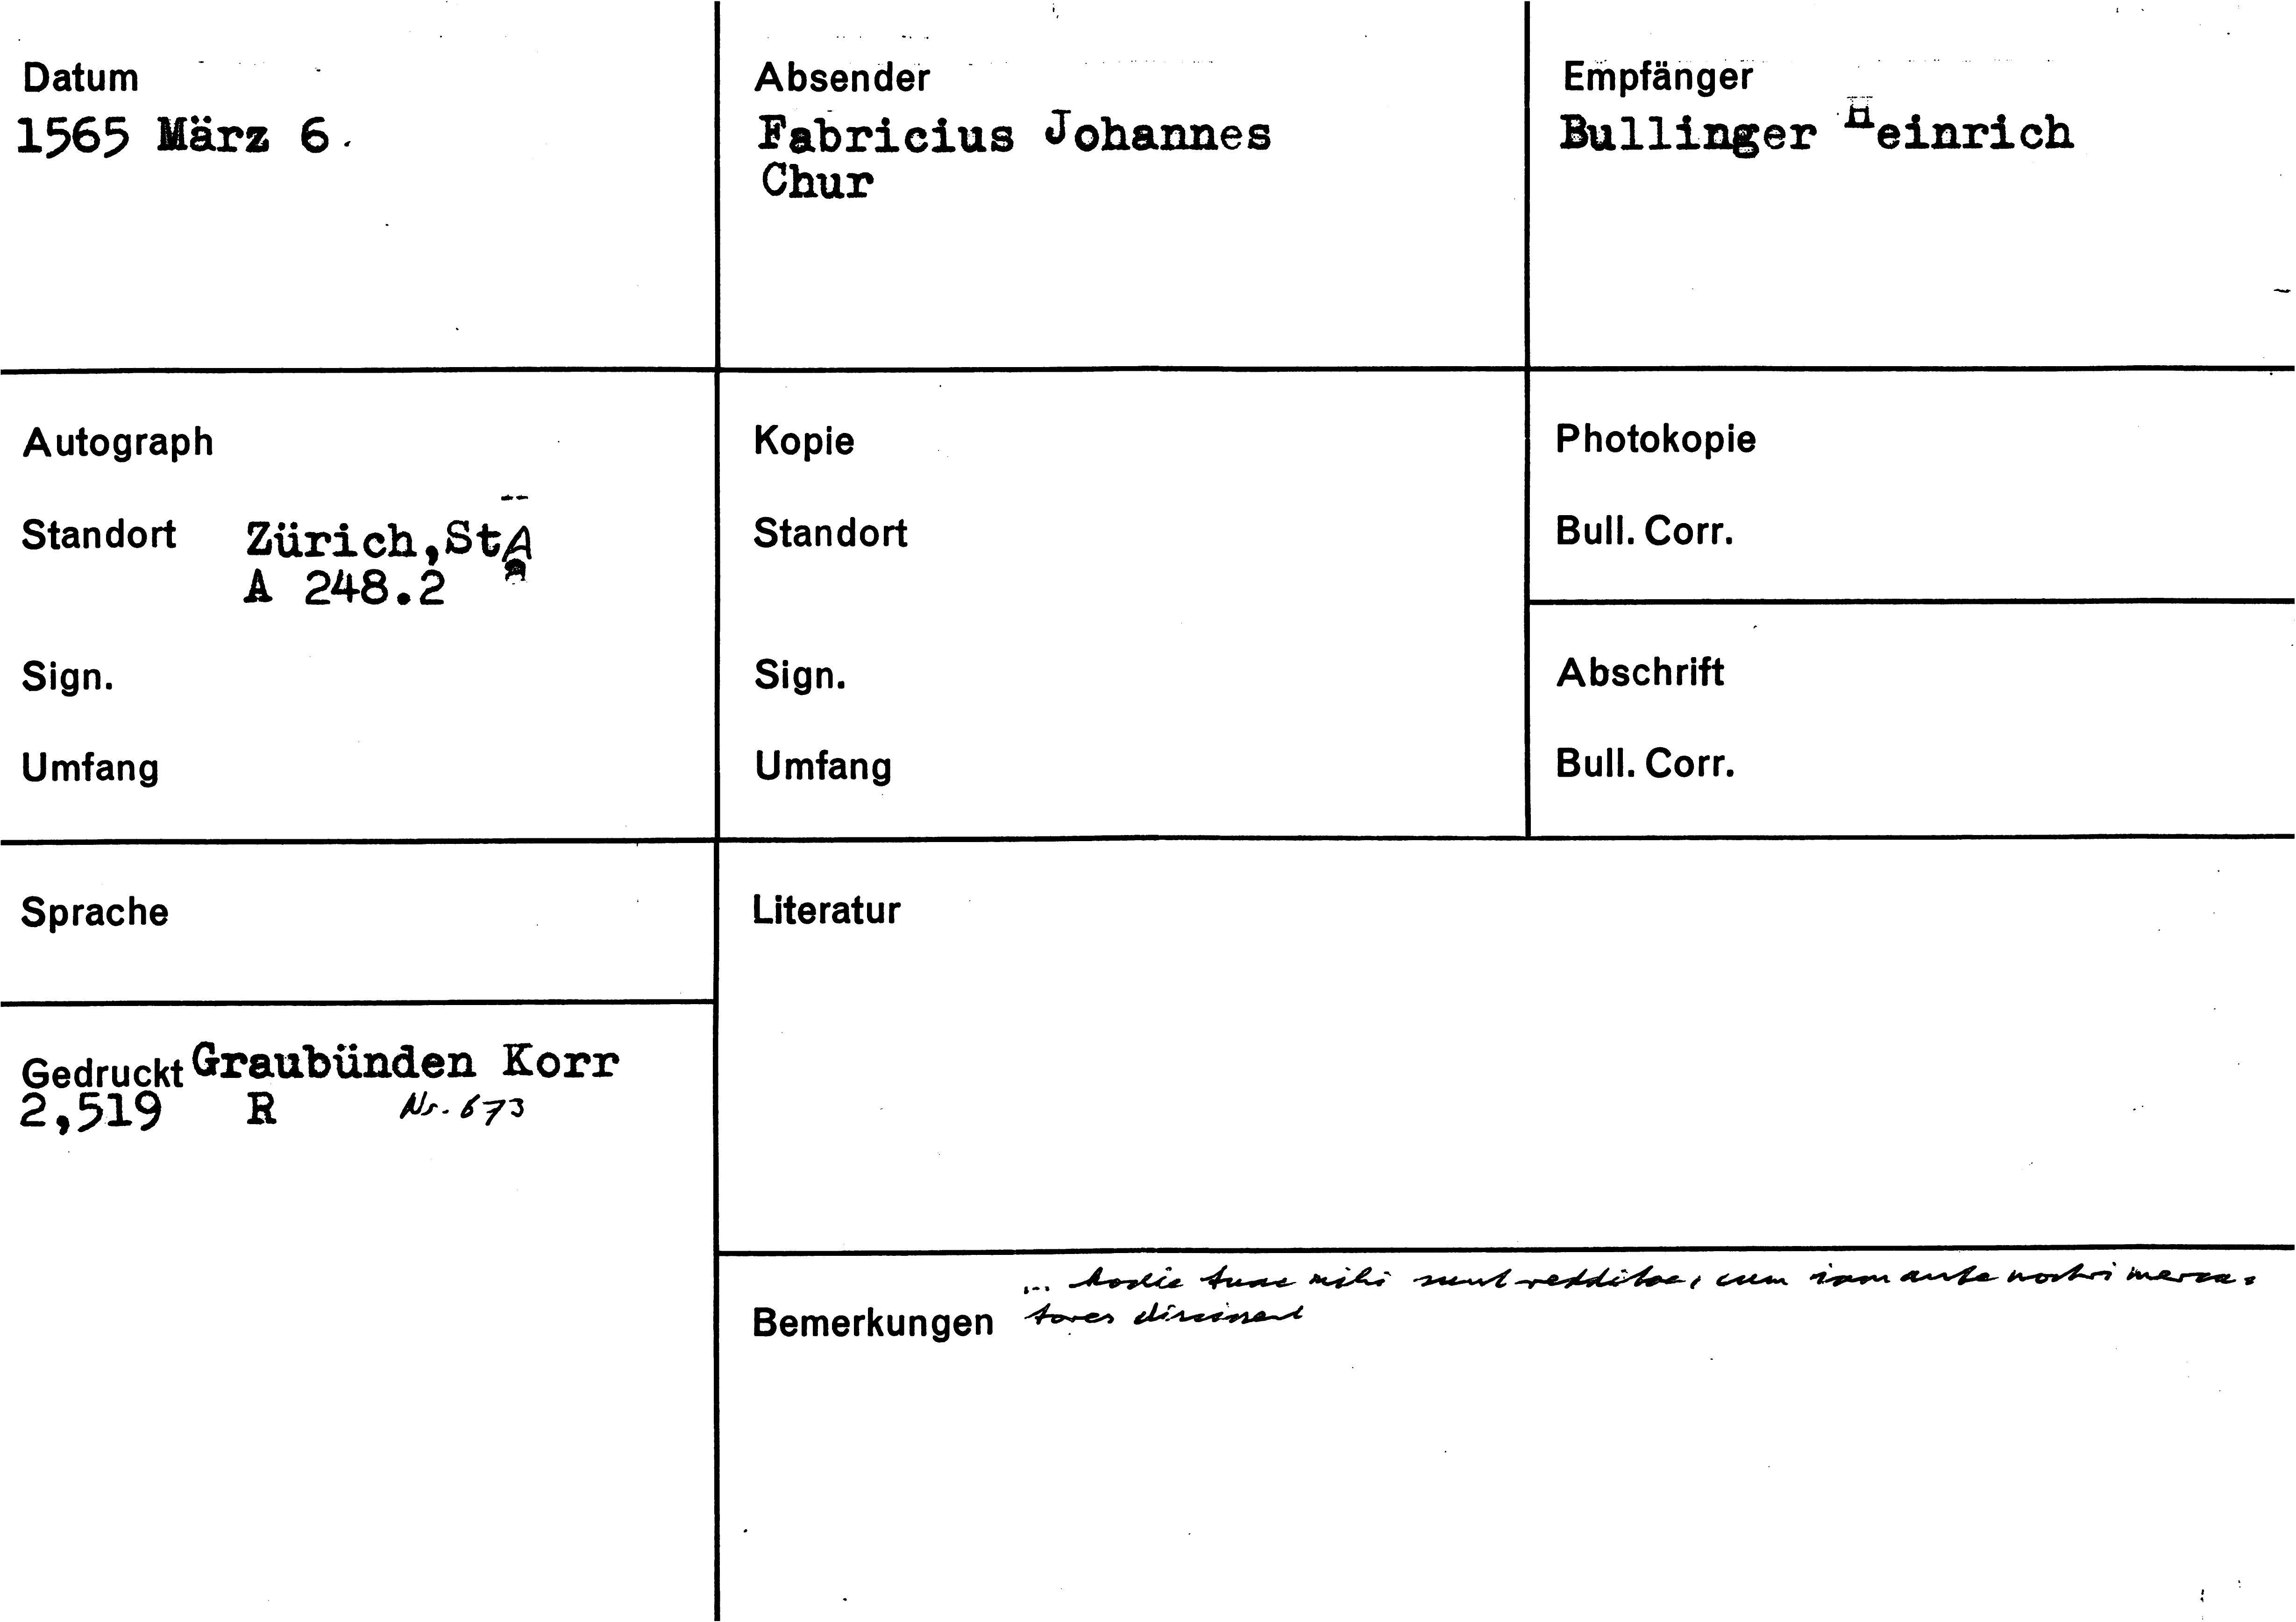 Datum
1565 März 6.
Absender
Fabricius Johannes
Chur
Empfänger
Bullinger Heinrich
Autograph
Standort Zürich,StA
A 248.2
Sign.
Umfang
Kopie
Standort
Sign.
Umfang
Photokopie
Bull. Corr.
Abschrift
Bull. Corr.
Sprache
Gedruckt Graubünden Korr
2,519 R Nr. 673
Literatur
Bemerkungen ... hodie tuae mihi sunt redditae, cum iam ante nostri merca=
tores